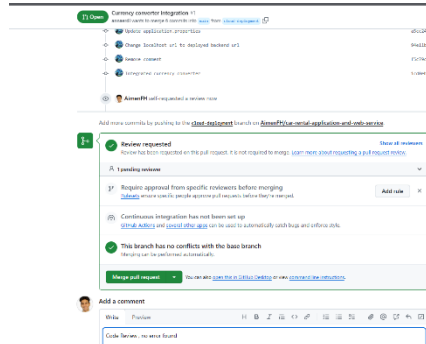 Open
Currency converter integration #1
wants to merge 6 commits into main from cloud-deployment
Update application.properties
Change localhost url to deployed backend url
Remove comment
Integrated currency converter
AimenFH self-requested a review now
Add more commits by pushing to the cloud-deployment branch on AimenFH/car-rental-application-and-web-service
Review requested
Show all reviewers
Review has been requested on this pull request. It is not required to merge. Learn more about requesting a pull request review.
1 pending reviewer
Require approval from specific reviewers before merging
Rulesets ensure specific people approve pull requests before they're merged.
Add rule
Continuous integration has not been set up
GitHub Actions and several other apps can be used to automatically catch bugs and enforce style.
This branch has no conflicts with the base branch
Merging can be performed automatically.
Merge pull request
You can also open this in GitHub Desktop or view command line instructions.
Add a comment
Write Preview
Code Review, no error found